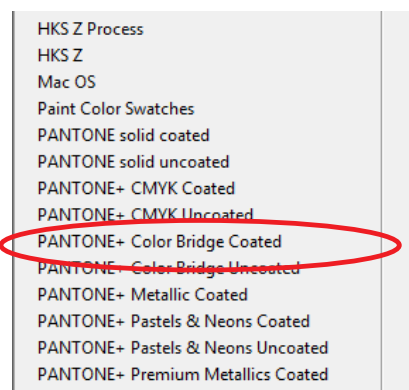 HKS Z Process
HKS Z
Mac OS
Paint Color Swatches
PANTONE solid coated
PANTONE solid uncoated
PANTONE+ CMYK Coated
PANTONE+ CMYK Uncoated
PANTONE+ Color Bridge Coated
PANTONE+ Color Bridge Uncoated
PANTONE+ Metallic Coated
PANTONE+ Pastels & Neons Coated
PANTONE+ Pastels & Neons Uncoated
PANTONE+ Premium Metallics Coated